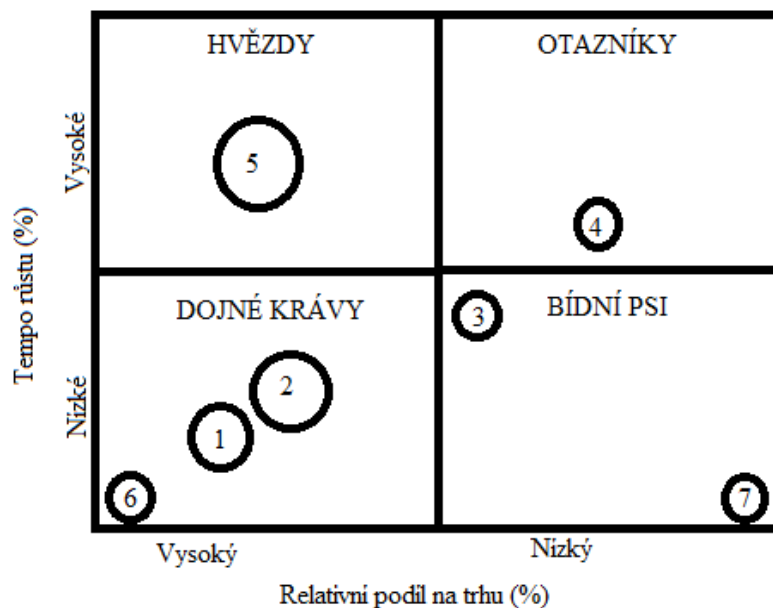 HVĚZDY
OTAZNÍKY
Vysoké
5
4
Tempo růstu (%)
DOJNÉ KRÁVY
BÍDNÍ PSI
3
Nízké
2
1
6
7
Vysoký
Nízký
Relativní podíl na trhu (%)